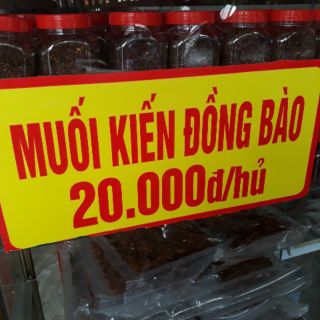 MUỐI KIẾN ĐỒNG BÀO
20.000đ/hủ